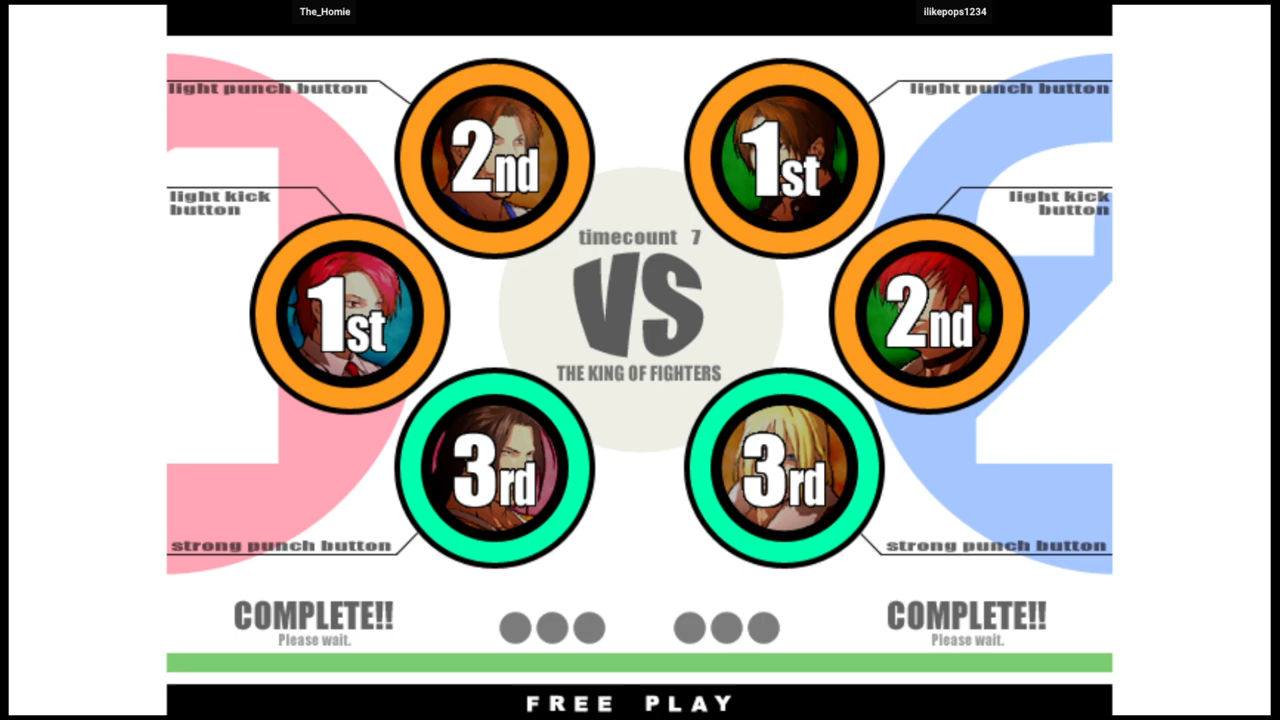 The_Homie
ilikepops1234
light punch button
light punch button
2nd
1st
light kick
button
light kick
button
timecount 7
VS
THE KING OF FIGHTERS
1st
2nd
3rd
3rd
strong punch button
strong punch button
COMPLETE!!
Please wait.
COMPLETE!!
Please wait.
FREE PLAY
1
2